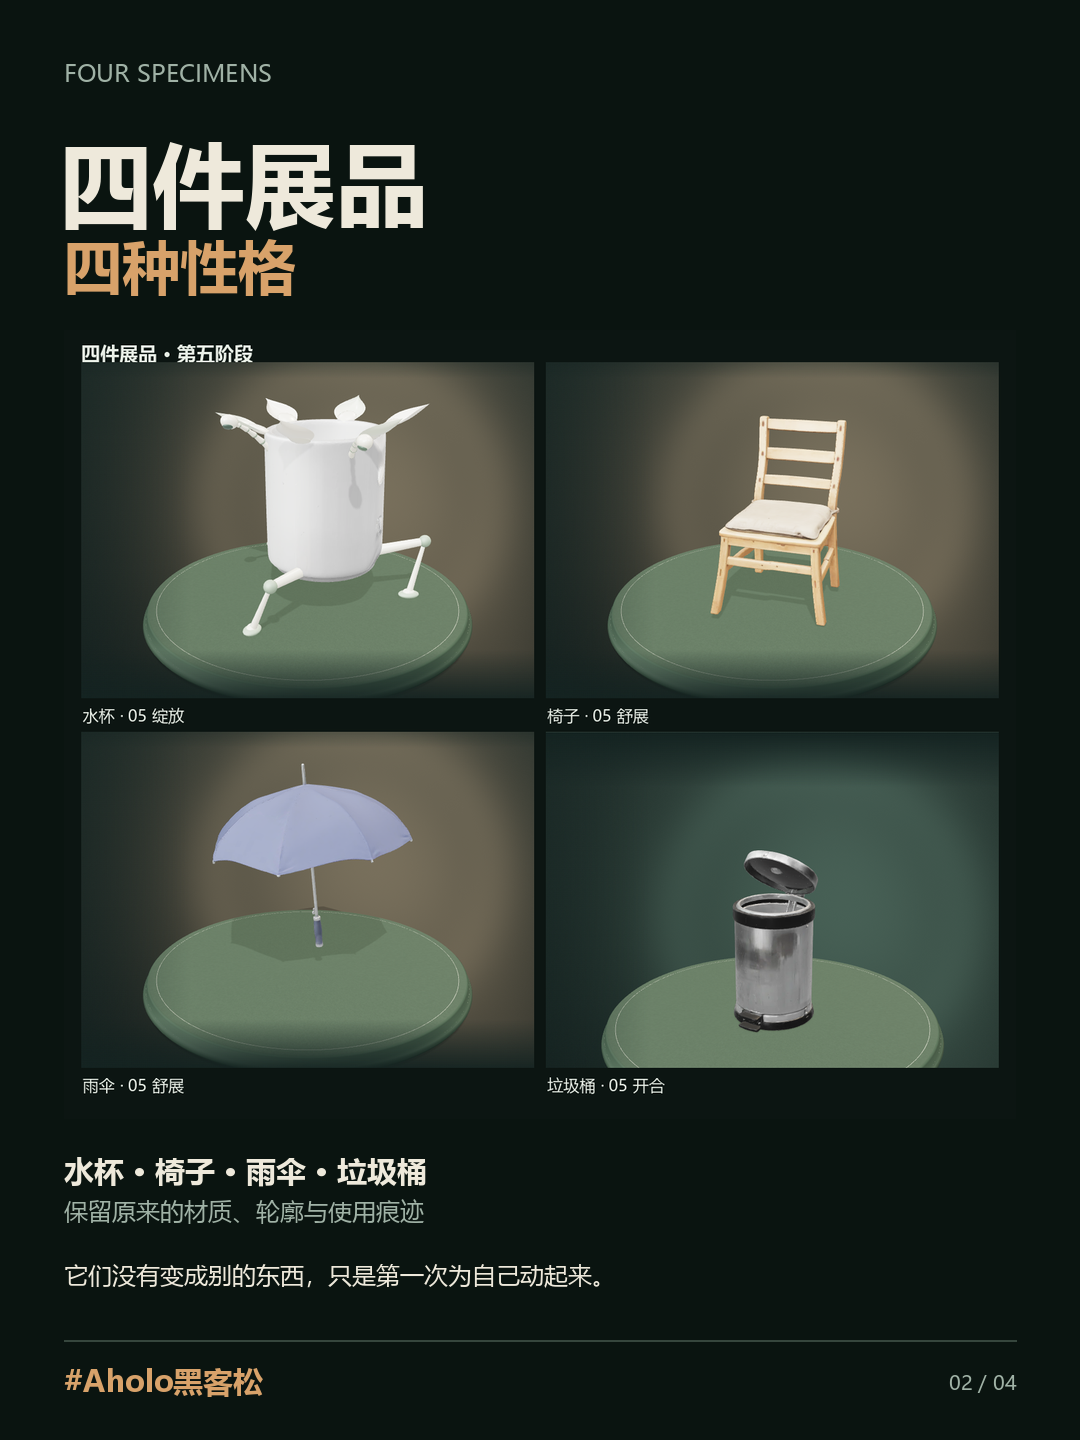 FOUR SPECIMENS
四件展品
四种性格
四件展品・第五阶段
水杯 · 05 绽放
椅子 · 05 舒展
雨伞 · 05 舒展
垃圾桶 · 05 开合
水杯・椅子・雨伞・垃圾桶
保留原来的材质、轮廓与使用痕迹
它们没有变成别的东西，只是第一次为自己动起来。
#Aholo黑客松
02 / 04